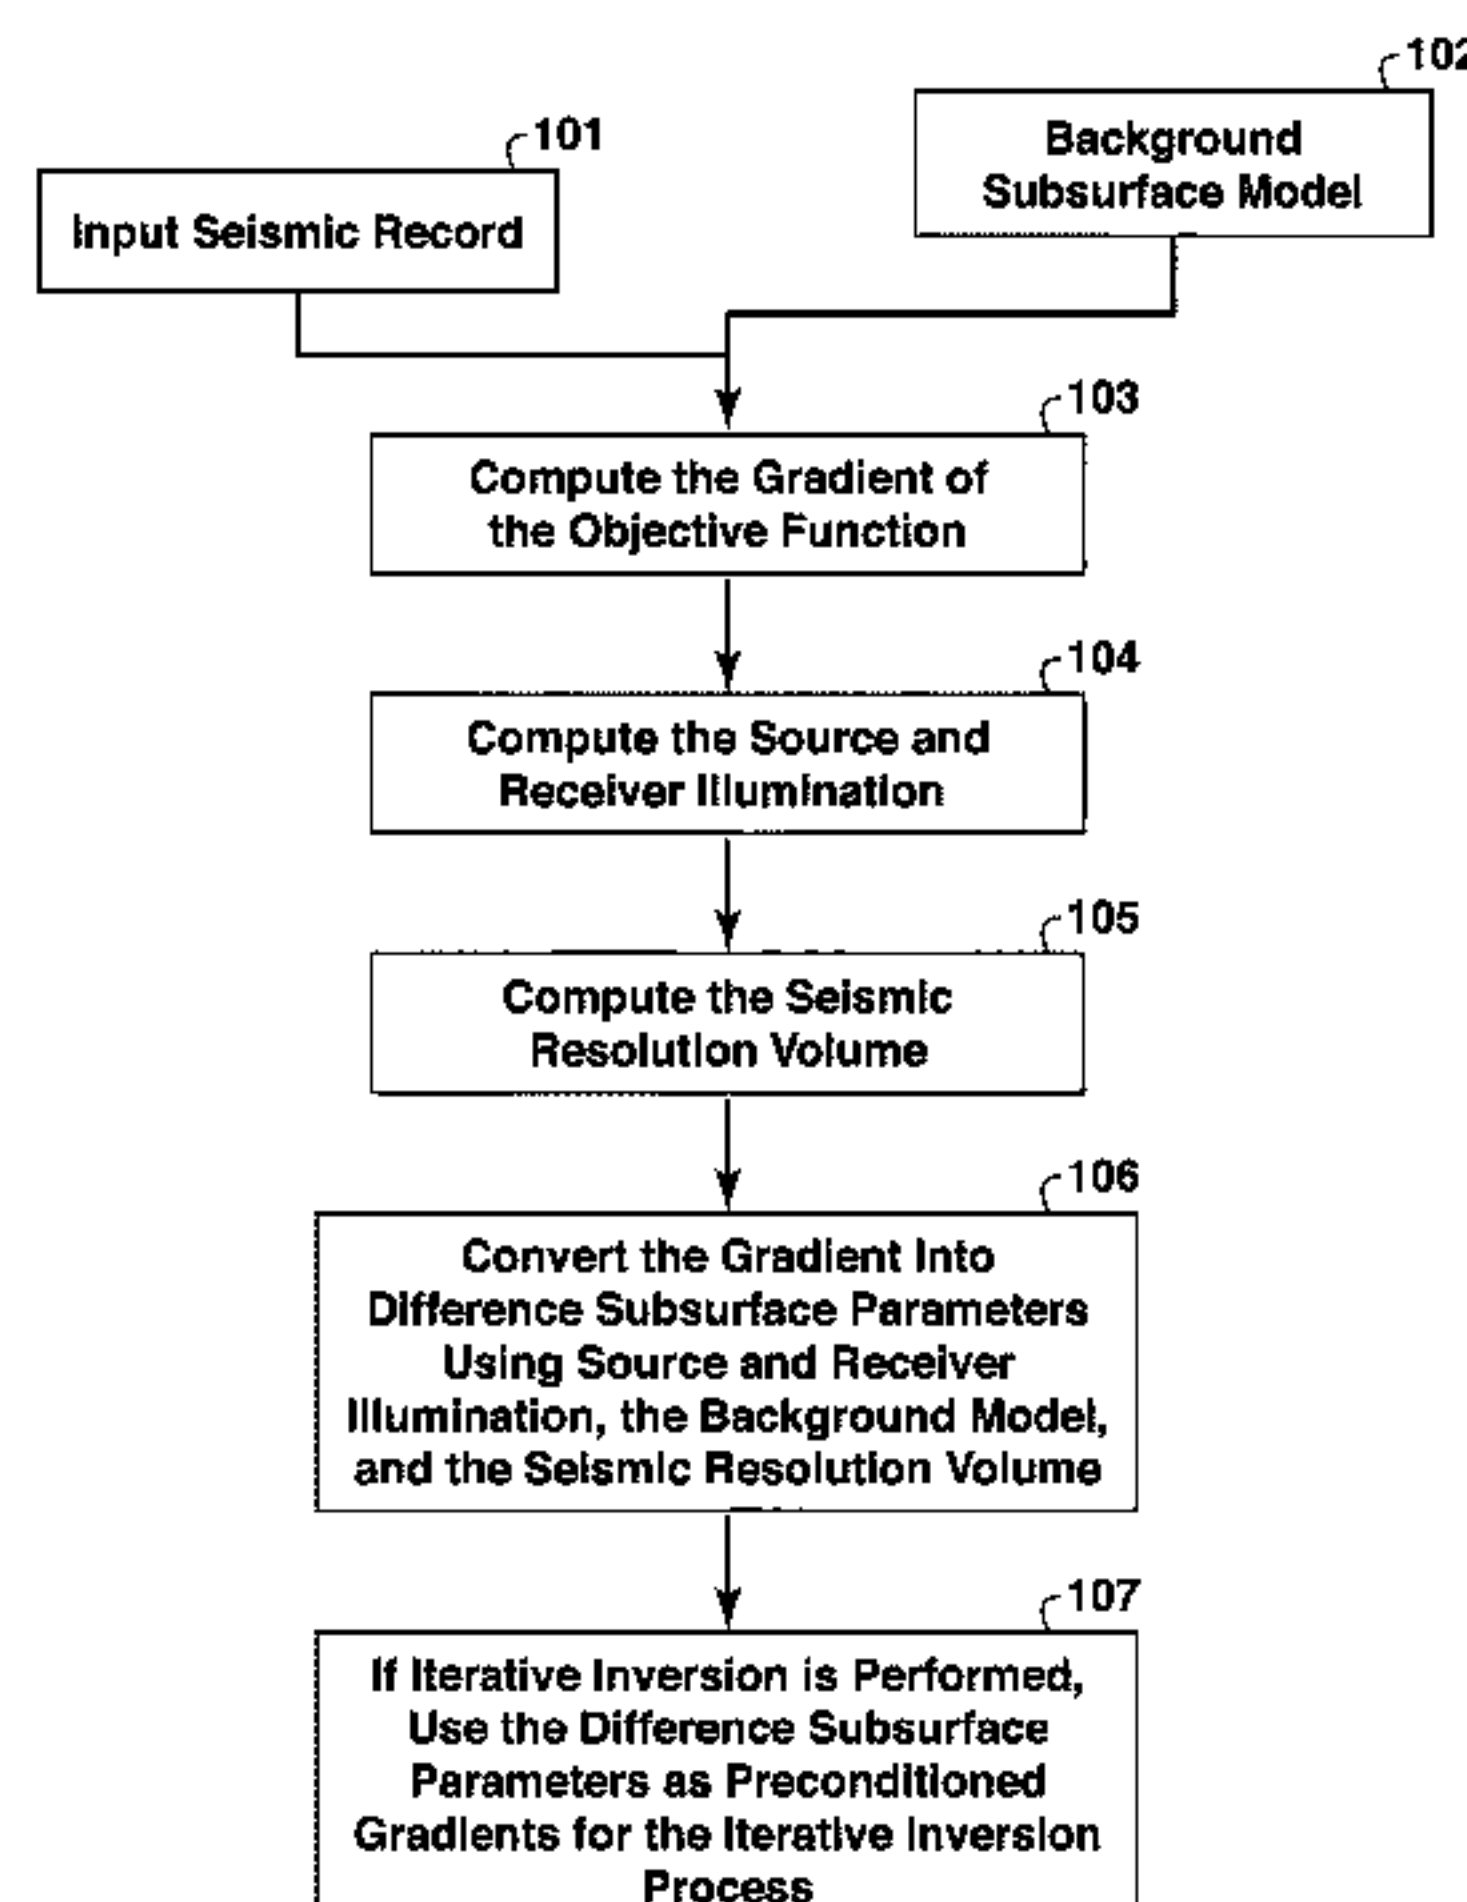 102
Background
Subsurface Model
101
Input Seismic Record
103
Compute the Gradient of
the Objective Function
104
Compute the Source and
Receiver Illumination
105
Compute the Seismic
Resolution Volume
106
Convert the Gradient Into
Difference Subsurface Parameters
Using Source and Receiver
Illumination, the Background Model,
and the Seismic Resolution Volume
107
If Iterative Inversion is Performed,
Use the Difference Subsurface
Parameters as Preconditioned
Gradients for the Iterative Inversion
Process